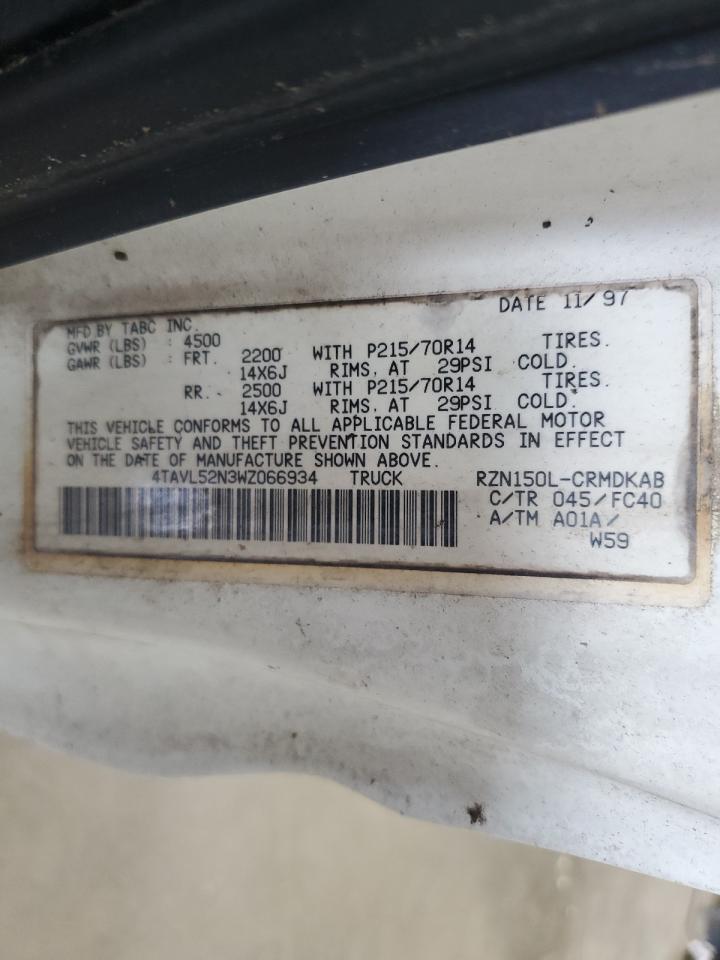 DATE 11/97
MFD BY TABC INC.
GVWR (LBS) : 4500
GAWR (LBS) : FRT. 2200 WITH P215/70R14 TIRES.
14X6J RIMS, AT 29PSI COLD.
RR. 2500 WITH P215/70R14 TIRES.
14X6J RIMS, AT 29PSI COLD.
THIS VEHICLE CONFORMS TO ALL APPLICABLE FEDERAL MOTOR
VEHICLE SAFETY AND THEFT PREVENTION STANDARDS IN EFFECT
ON THE DATE OF MANUFACTURE SHOWN ABOVE.
4TAVL52N3WZ066934 TRUCK RZN150L-CRMDKAB
C/TR 045/FC40
A/TM A01A/
W59